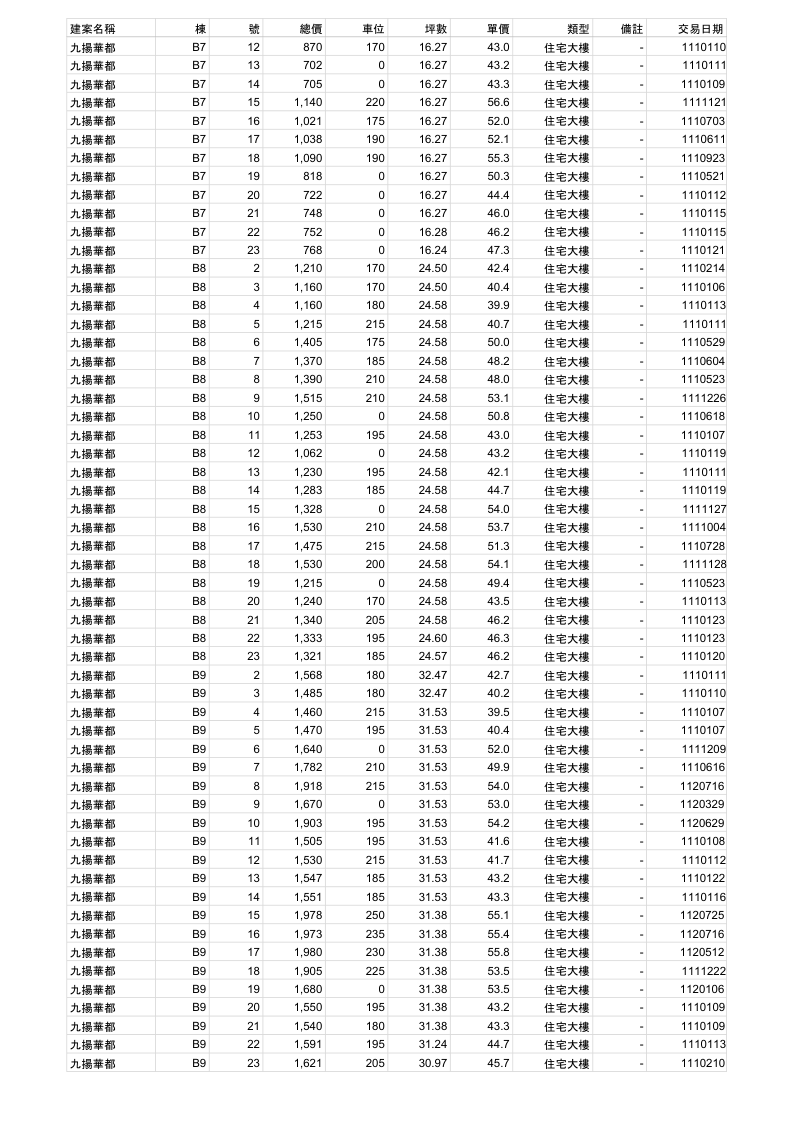 建案名稱 棟 號 總價 車位 坪數 單價 類型 備註 交易日期
九揚華都 B7 12 870 170 16.27 43.0 住宅大樓 - 1110110
九揚華都 B7 13 702 0 16.27 43.2 住宅大樓 - 1110111
九揚華都 B7 14 705 0 16.27 43.3 住宅大樓 - 1110109
九揚華都 B7 15 1,140 220 16.27 56.6 住宅大樓 - 1111121
九揚華都 B7 16 1,021 175 16.27 52.0 住宅大樓 - 1110703
九揚華都 B7 17 1,038 190 16.27 52.1 住宅大樓 - 1110611
九揚華都 B7 18 1,090 190 16.27 55.3 住宅大樓 - 1110923
九揚華都 B7 19 818 0 16.27 50.3 住宅大樓 - 1110521
九揚華都 B7 20 722 0 16.27 44.4 住宅大樓 - 1110112
九揚華都 B7 21 748 0 16.27 46.0 住宅大樓 - 1110115
九揚華都 B7 22 752 0 16.28 46.2 住宅大樓 - 1110115
九揚華都 B7 23 768 0 16.24 47.3 住宅大樓 - 1110121
九揚華都 B8 2 1,210 170 24.50 42.4 住宅大樓 - 1110214
九揚華都 B8 3 1,160 170 24.50 40.4 住宅大樓 - 1110106
九揚華都 B8 4 1,160 180 24.58 39.9 住宅大樓 - 1110113
九揚華都 B8 5 1,215 215 24.58 40.7 住宅大樓 - 1110111
九揚華都 B8 6 1,405 175 24.58 50.0 住宅大樓 - 1110529
九揚華都 B8 7 1,370 185 24.58 48.2 住宅大樓 - 1110604
九揚華都 B8 8 1,390 210 24.58 48.0 住宅大樓 - 1110523
九揚華都 B8 9 1,515 210 24.58 53.1 住宅大樓 - 1111226
九揚華都 B8 10 1,250 0 24.58 50.8 住宅大樓 - 1110618
九揚華都 B8 11 1,253 195 24.58 43.0 住宅大樓 - 1110107
九揚華都 B8 12 1,062 0 24.58 43.2 住宅大樓 - 1110119
九揚華都 B8 13 1,230 195 24.58 42.1 住宅大樓 - 1110111
九揚華都 B8 14 1,283 185 24.58 44.7 住宅大樓 - 1110119
九揚華都 B8 15 1,328 0 24.58 54.0 住宅大樓 - 1111127
九揚華都 B8 16 1,530 210 24.58 53.7 住宅大樓 - 1111004
九揚華都 B8 17 1,475 215 24.58 51.3 住宅大樓 - 1110728
九揚華都 B8 18 1,530 200 24.58 54.1 住宅大樓 - 1111128
九揚華都 B8 19 1,215 0 24.58 49.4 住宅大樓 - 1110523
九揚華都 B8 20 1,240 170 24.58 43.5 住宅大樓 - 1110113
九揚華都 B8 21 1,340 205 24.58 46.2 住宅大樓 - 1110123
九揚華都 B8 22 1,333 195 24.60 46.3 住宅大樓 - 1110123
九揚華都 B8 23 1,321 185 24.57 46.2 住宅大樓 - 1110120
九揚華都 B9 2 1,568 180 32.47 42.7 住宅大樓 - 1110111
九揚華都 B9 3 1,485 180 32.47 40.2 住宅大樓 - 1110110
九揚華都 B9 4 1,460 215 31.53 39.5 住宅大樓 - 1110107
九揚華都 B9 5 1,470 195 31.53 40.4 住宅大樓 - 1110107
九揚華都 B9 6 1,640 0 31.53 52.0 住宅大樓 - 1111209
九揚華都 B9 7 1,782 210 31.53 49.9 住宅大樓 - 1110616
九揚華都 B9 8 1,918 215 31.53 54.0 住宅大樓 - 1120716
九揚華都 B9 9 1,670 0 31.53 53.0 住宅大樓 - 1120329
九揚華都 B9 10 1,903 195 31.53 54.2 住宅大樓 - 1120629
九揚華都 B9 11 1,505 195 31.53 41.6 住宅大樓 - 1110108
九揚華都 B9 12 1,530 215 31.53 41.7 住宅大樓 - 1110112
九揚華都 B9 13 1,547 185 31.53 43.2 住宅大樓 - 1110122
九揚華都 B9 14 1,551 185 31.53 43.3 住宅大樓 - 1110116
九揚華都 B9 15 1,978 250 31.38 55.1 住宅大樓 - 1120725
九揚華都 B9 16 1,973 235 31.38 55.4 住宅大樓 - 1120716
九揚華都 B9 17 1,980 230 31.38 55.8 住宅大樓 - 1120512
九揚華都 B9 18 1,905 225 31.38 53.5 住宅大樓 - 1111222
九揚華都 B9 19 1,680 0 31.38 53.5 住宅大樓 - 1120106
九揚華都 B9 20 1,550 195 31.38 43.2 住宅大樓 - 1110109
九揚華都 B9 21 1,540 180 31.38 43.3 住宅大樓 - 1110109
九揚華都 B9 22 1,591 195 31.24 44.7 住宅大樓 - 1110113
九揚華都 B9 23 1,621 205 30.97 45.7 住宅大樓 - 1110210